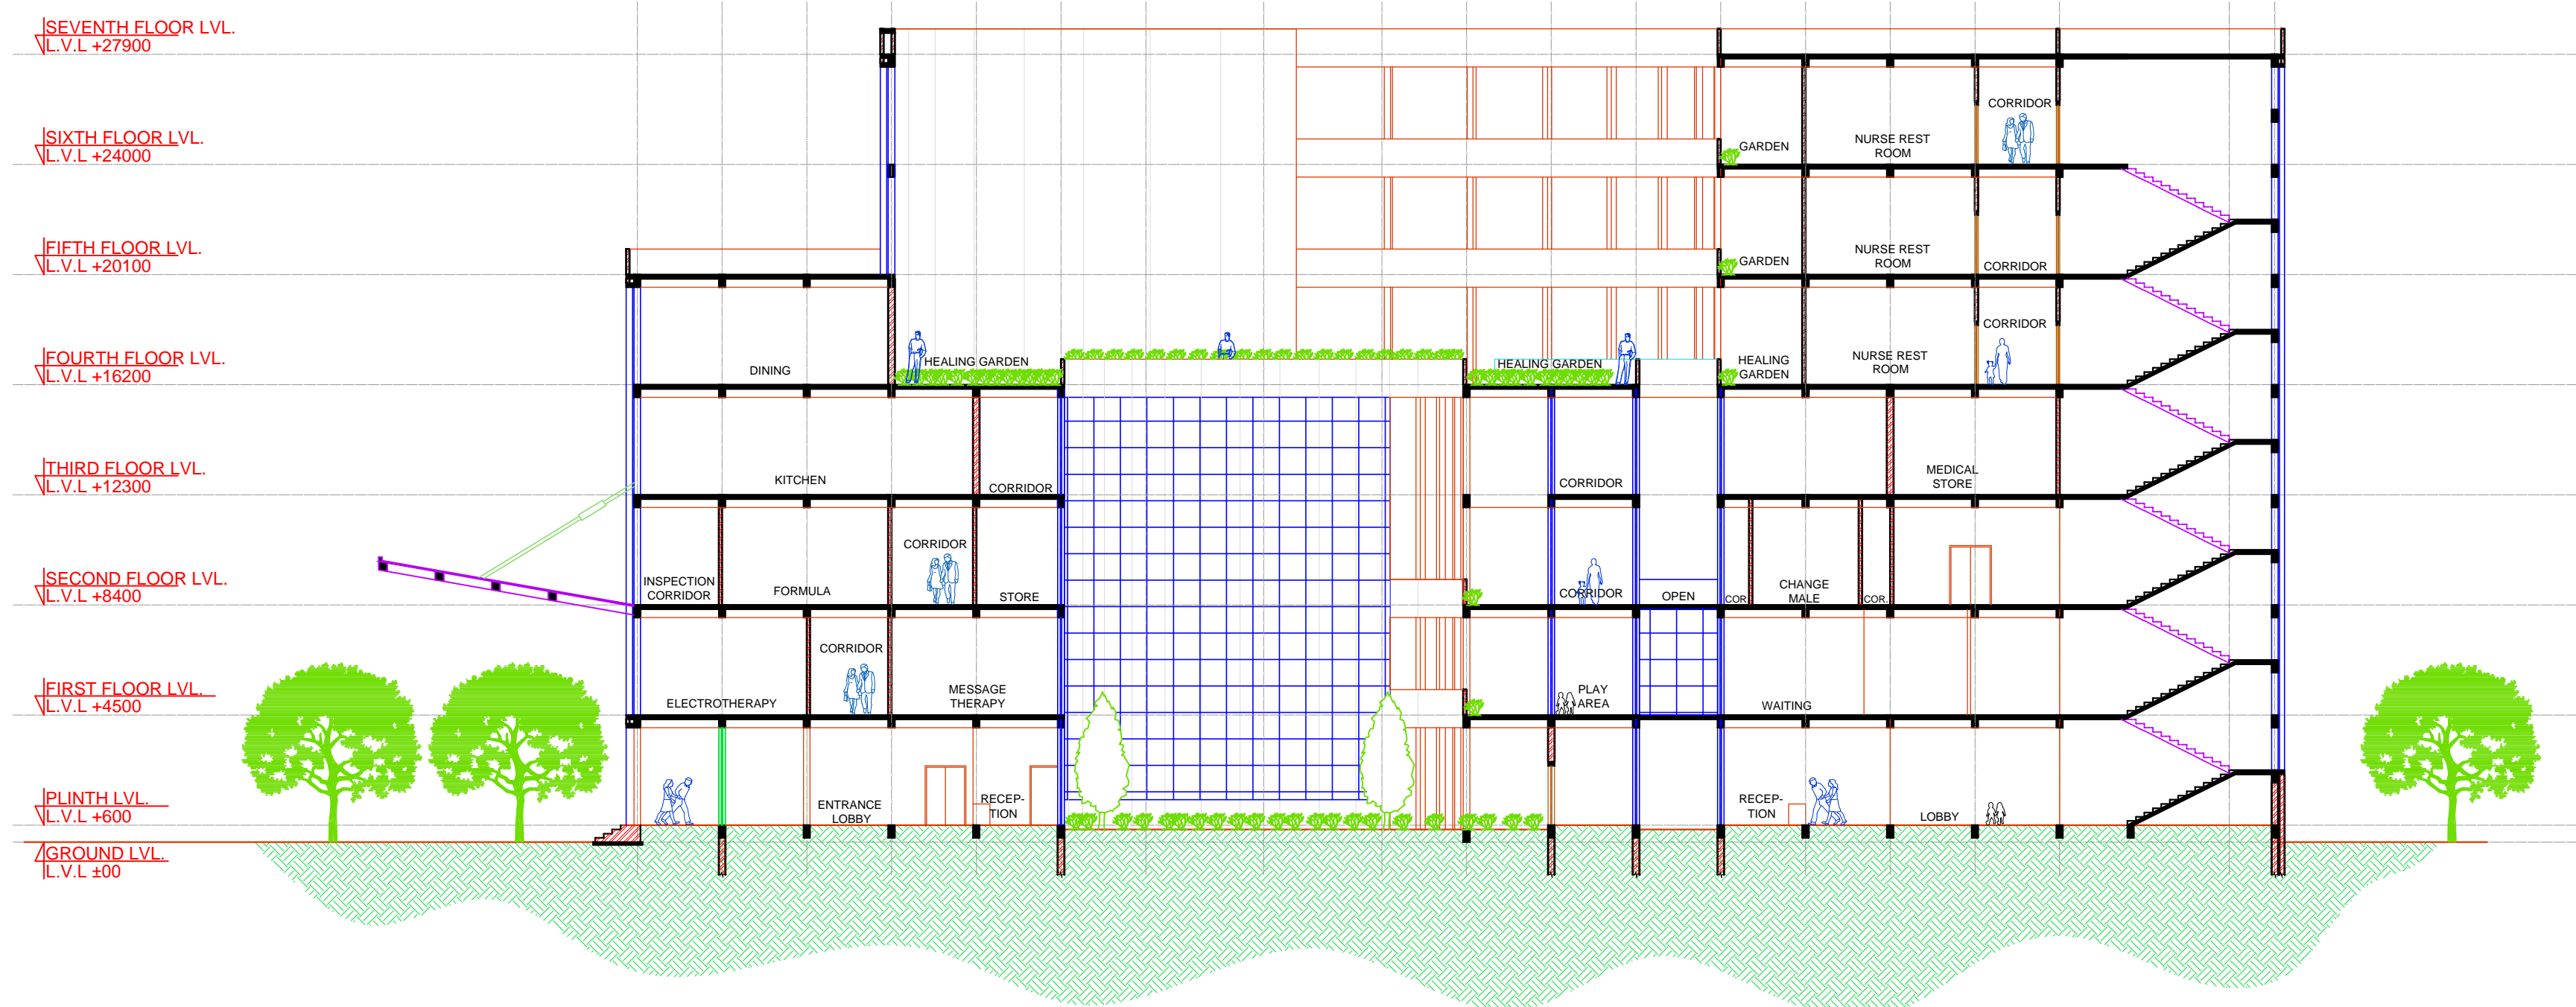 SEVENTH FLOOR LVL.
L.V.L +27900
SIXTH FLOOR LVL.
L.V.L +24000
FIFTH FLOOR LVL.
L.V.L +20100
FOURTH FLOOR LVL.
L.V.L +16200
THIRD FLOOR LVL.
L.V.L +12300
SECOND FLOOR LVL.
L.V.L +8400
FIRST FLOOR LVL.
L.V.L +4500
PLINTH LVL.
L.V.L +600
GROUND LVL.
L.V.L ±00
CORRIDOR
GARDEN
NURSE REST
ROOM
GARDEN
NURSE REST
ROOM
CORRIDOR
DINING
HEALING GARDEN
HEALING GARDEN
HEALING
GARDEN
NURSE REST
ROOM
CORRIDOR
KITCHEN
CORRIDOR
CORRIDOR
MEDICAL
STORE
INSPECTION
CORRIDOR
FORMULA
CORRIDOR
STORE
CORRIDOR
OPEN
COR.
CHANGE
MALE
COR.
ELECTROTHERAPY
CORRIDOR
MESSAGE
THERAPY
PLAY
AREA
WAITING
ENTRANCE
LOBBY
RECEP-
TION
RECEP-
TION
LOBBY